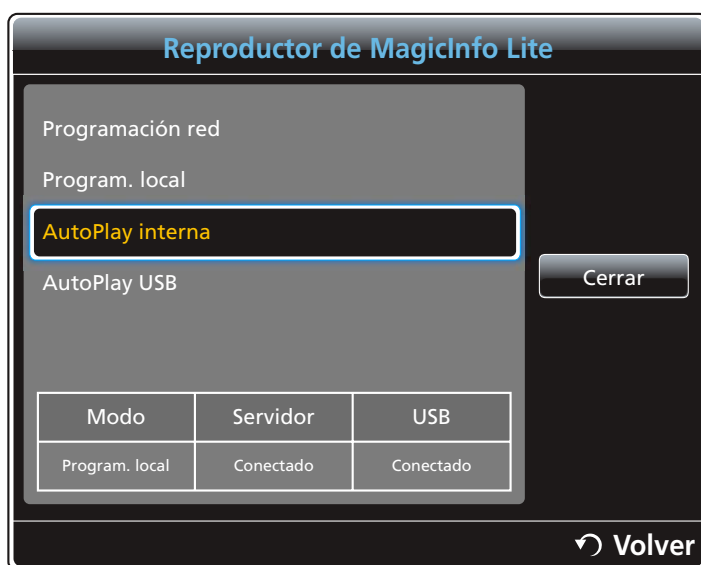 Reproductor de MagicInfo Lite
Programación red
Program. local
AutoPlay interna
AutoPlay USB
Cerrar
Modo Servidor USB
Program. local Conectado Conectado
Volver